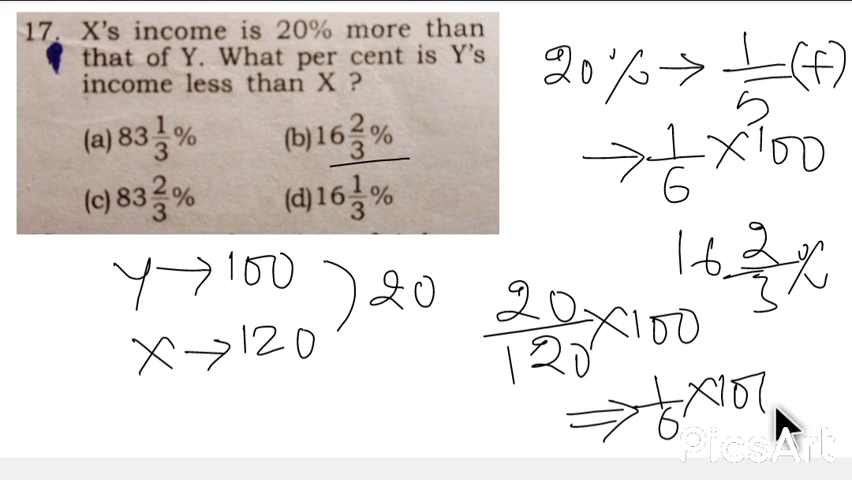 17. X's income is 20% more than
that of Y. What per cent is Y's
income less than X ?
(a) 83 1/3 % (b) 16 2/3 %
(c) 83 2/3 % (d) 16 1/3 %
20% → 1/5 (+)
→ 1/6 × 100
16 2/3 %
y → 100
x → 120
) 20
20/120 × 100
⇒ 1/6 × 100
PicsArt